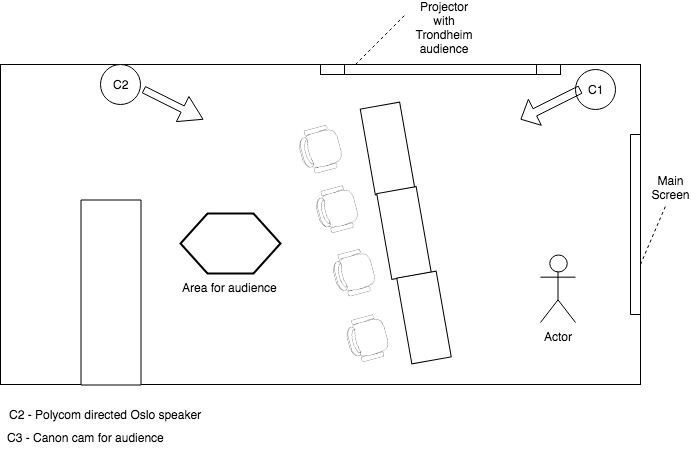 Projector
with
Trondheim
audience
C2
C1
Main
Screen
Area for audience
Actor
C2 - Polycom directed Oslo speaker
C3 - Canon cam for audience